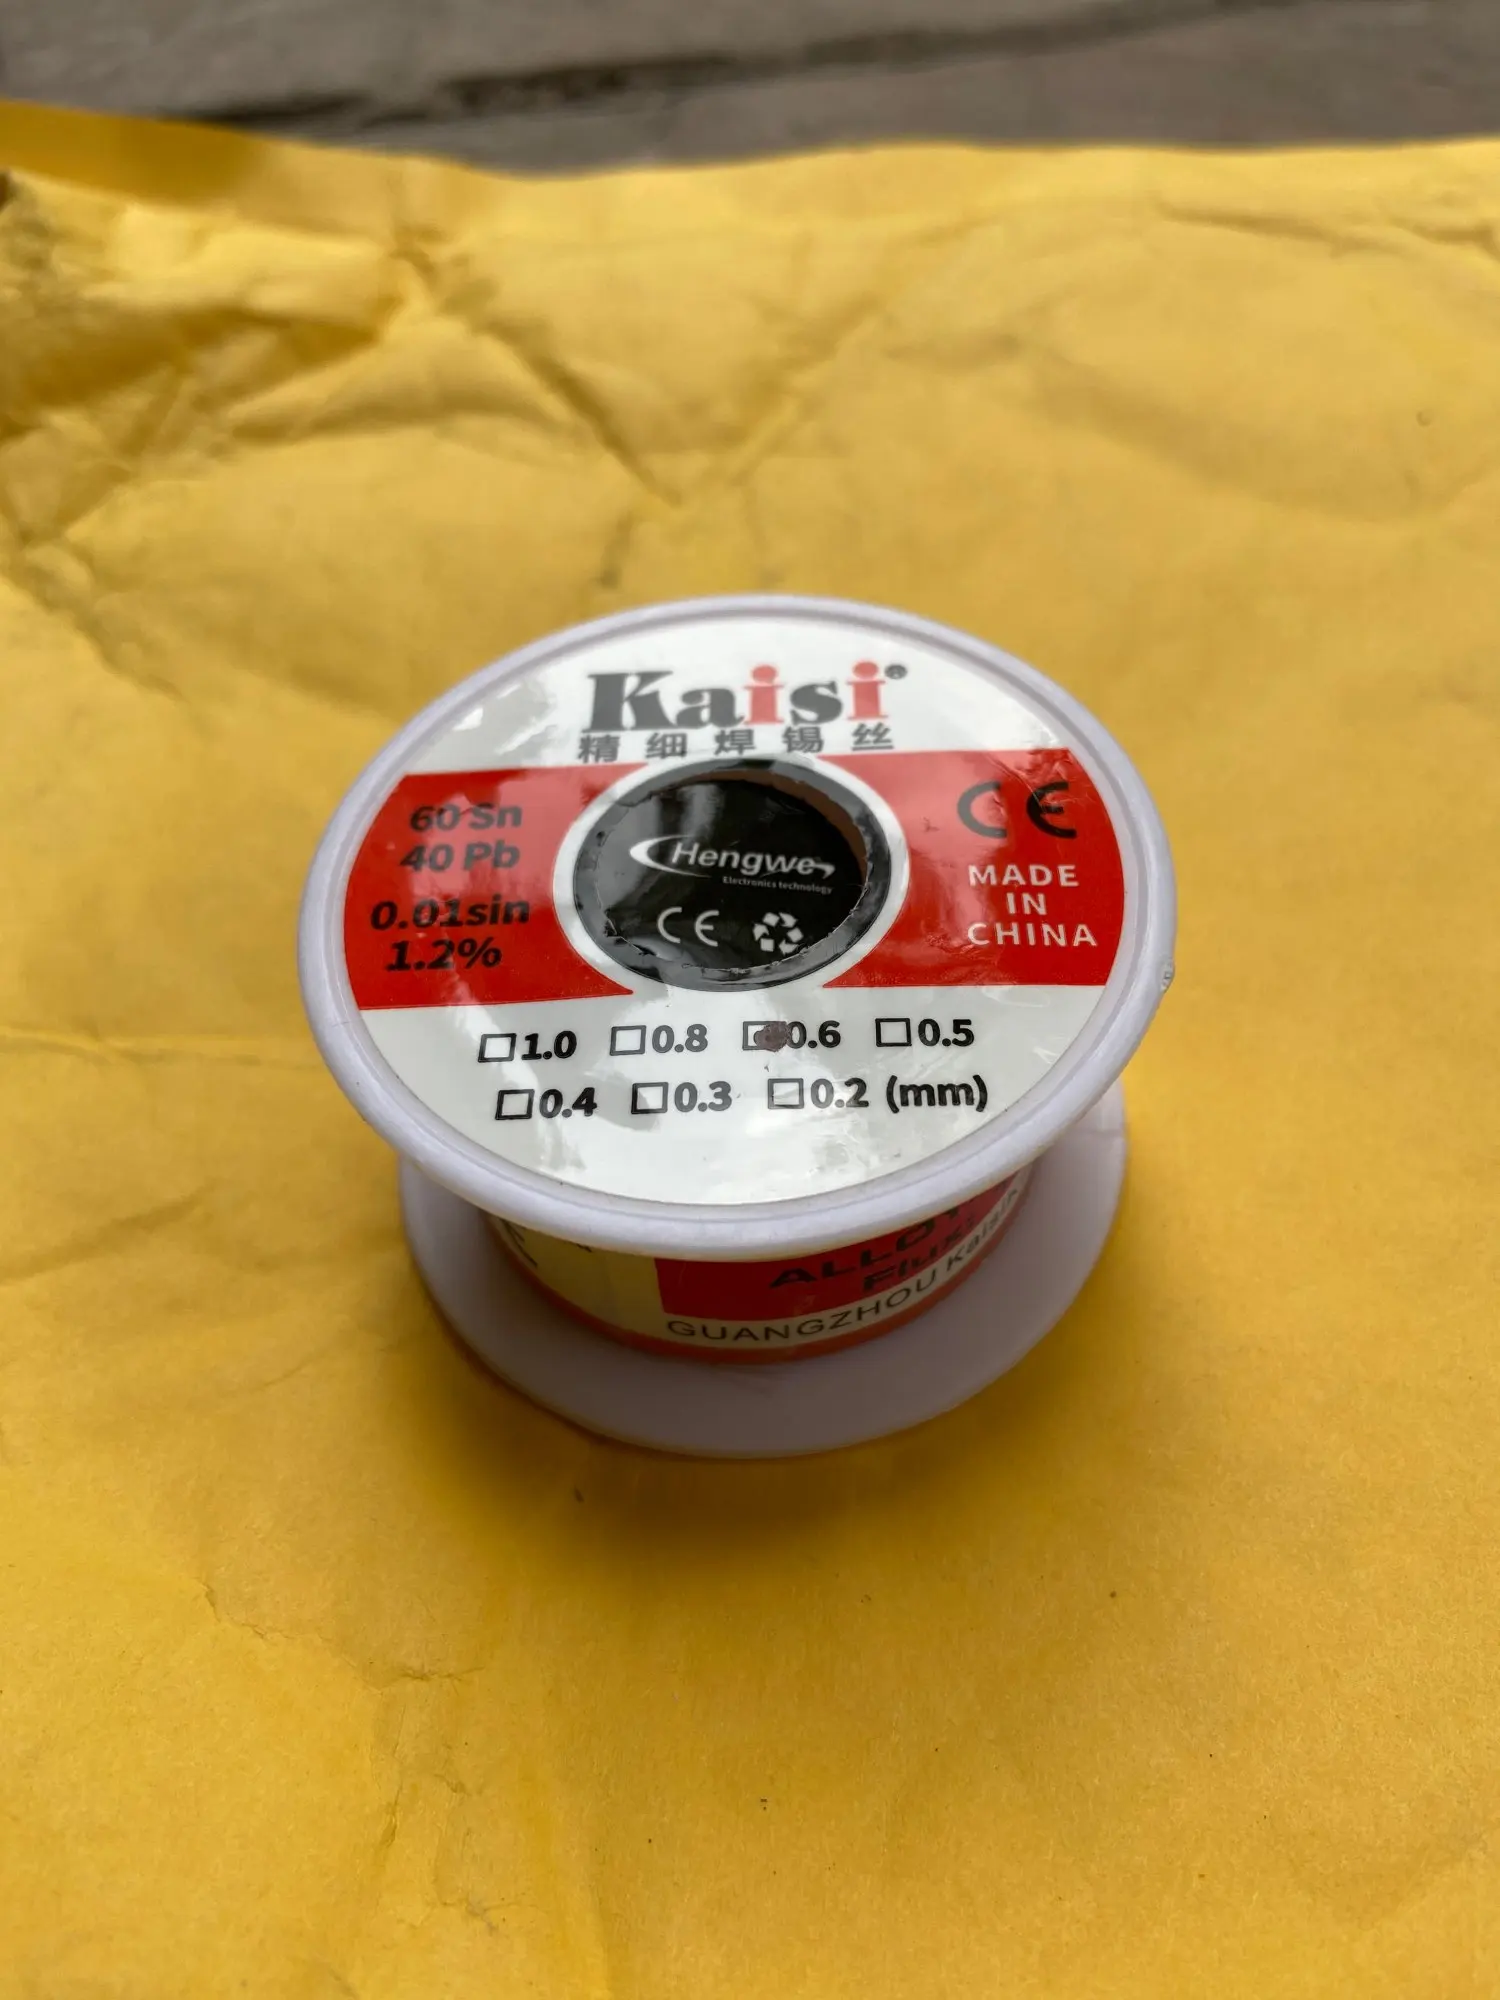 Kaisi®
精细焊锡丝
60 Sn
40 Pb
0.01sin
1.2%
Hengwe
Electronics technology
CE
CE
MADE
IN
CHINA
□1.0 □0.8 □0.6 □0.5
□0.4 □0.3 □0.2 (mm)
GUANGZHOU Kaisi